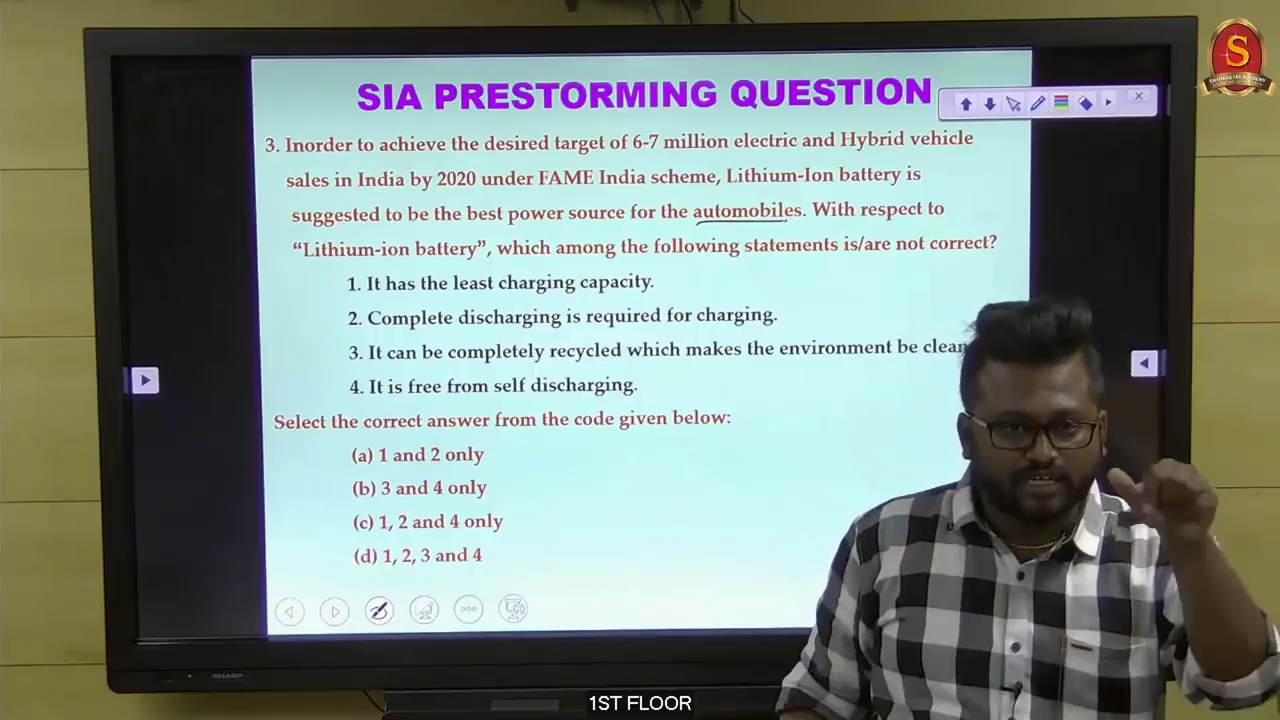 SIA PRESTORMING QUESTION
3. Inorder to achieve the desired target of 6-7 million electric and Hybrid vehicle
sales in India by 2020 under FAME India scheme, Lithium-Ion battery is
suggested to be the best power source for the automobiles. With respect to
“Lithium-ion battery”, which among the following statements is/are not correct?
1. It has the least charging capacity.
2. Complete discharging is required for charging.
3. It can be completely recycled which makes the environment be clean
4. It is free from self discharging.
Select the correct answer from the code given below:
(a) 1 and 2 only
(b) 3 and 4 only
(c) 1, 2 and 4 only
(d) 1, 2, 3 and 4
SHARP
1ST FLOOR
S
SHANKAR IAS ACADEMY